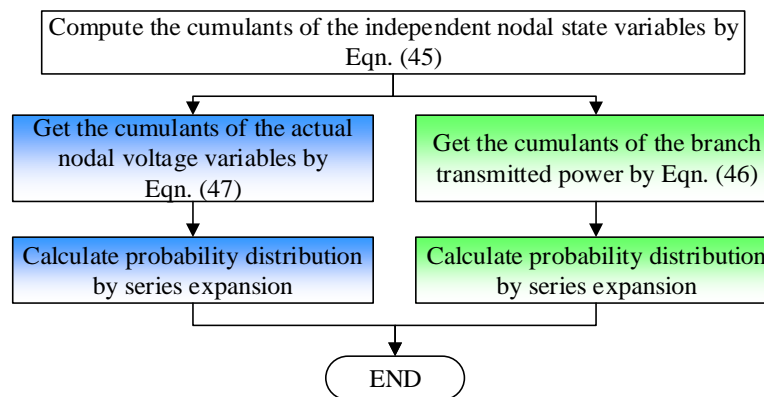 Compute the cumulants of the independent nodal state variables by
Eqn. (45)
Get the cumulants of the actual
nodal voltage variables by
Eqn. (47)
Get the cumulants of the branch
transmitted power by Eqn. (46)
Calculate probability distribution
by series expansion
Calculate probability distribution
by series expansion
END